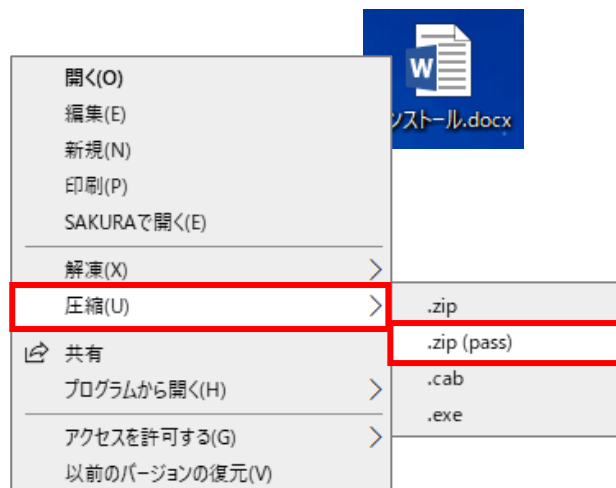 W
ンストール.docx
開く(O)
編集(E)
新規(N)
印刷(P)
SAKURAで開く(E)
解凍(X)
圧縮(U)
.zip
.zip (pass)
.cab
.exe
共有
プログラムから開く(H)
アクセスを許可する(G)
以前のバージョンの復元(V)